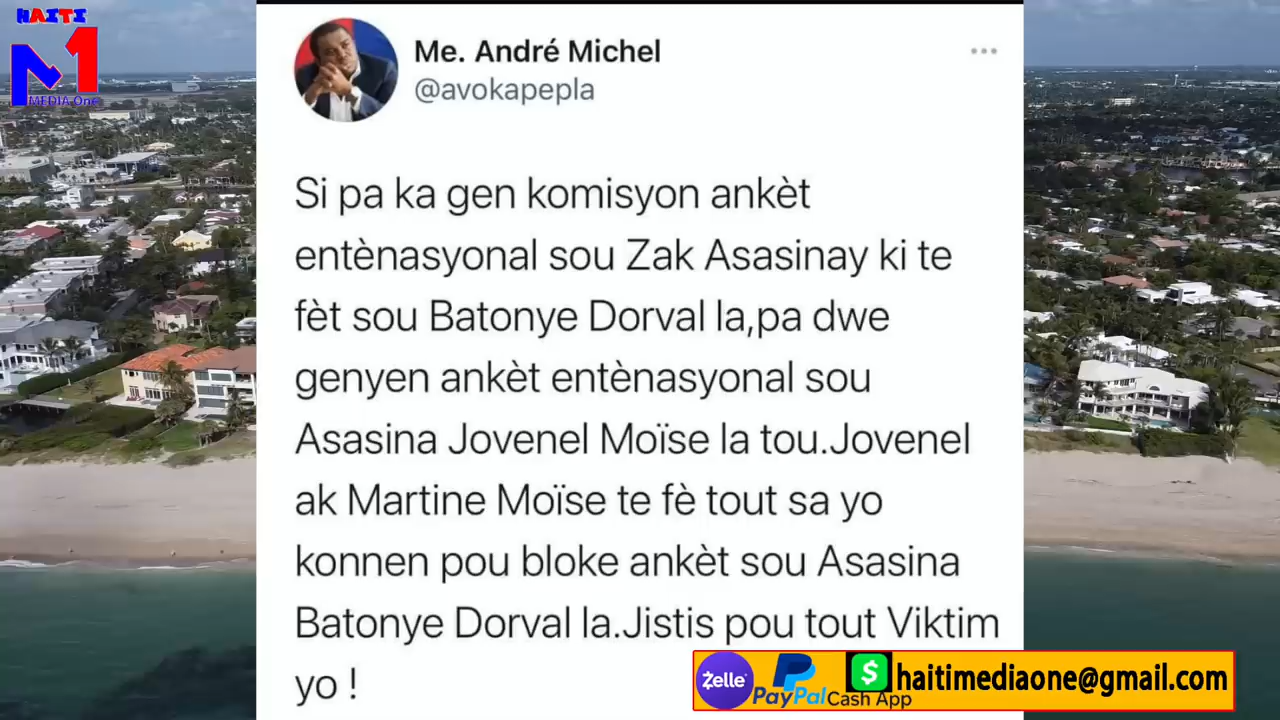 HAITI
M1
MEDIA One
Me. André Michel
@avokapepla
Si pa ka gen komisyon ankèt
entènasyonal sou Zak Asasinay ki te
fèt sou Batonye Dorval la,pa dwe
genyen ankèt entènasyonal sou
Asasina Jovenel Moïse la tou.Jovenel
ak Martine Moïse te fè tout sa yo
konnen pou bloke ankèt sou Asasina
Batonye Dorval la.Jistis pou tout Viktim
yo !
Zelle
PayPal
$
Cash App
haitimediaone@gmail.com